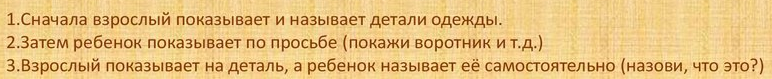 1.Сначала взрослый показывает и называет детали одежды.
2.Затем ребенок показывает по просьбе (покажи воротник и т.д.)
3.Взрослый показывает на деталь, а ребенок называет её самостоятельно (назови, что это?)